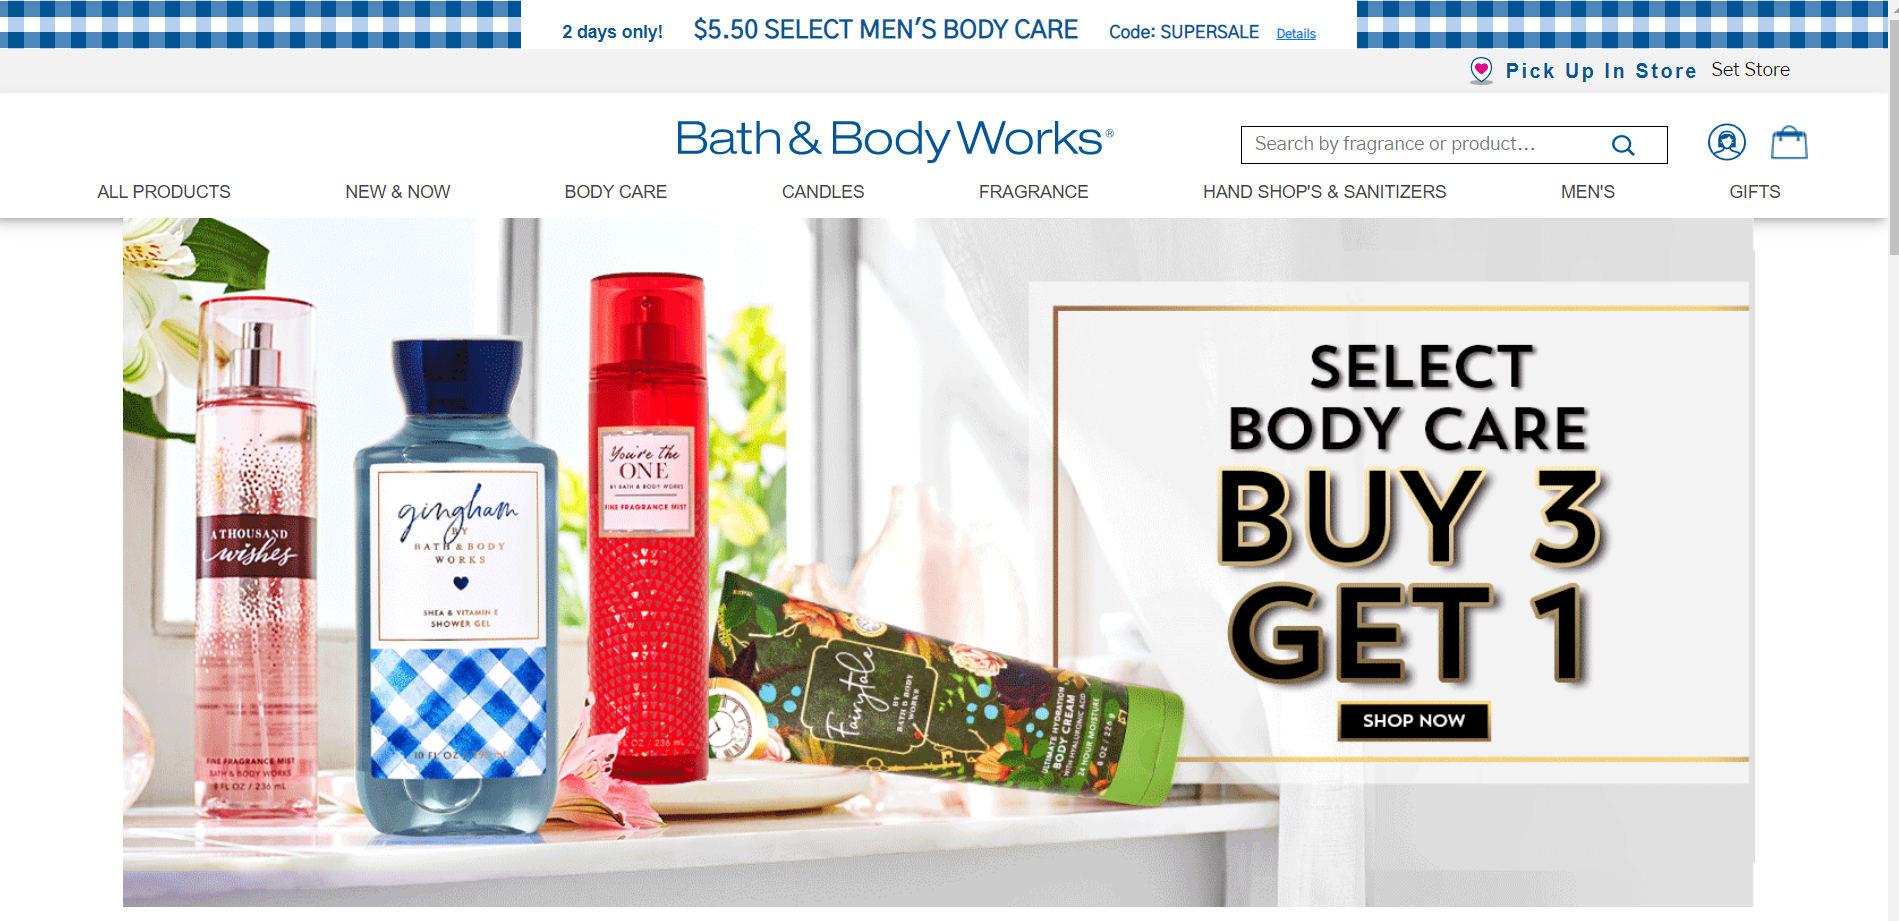 2 days only! $5.50 SELECT MEN'S BODY CARE Code: SUPERSALE Details
Pick Up In Store Set Store
Bath & Body Works®
Search by fragrance or product...
ALL PRODUCTS NEW & NOW BODY CARE CANDLES FRAGRANCE HAND SHOP'S & SANITIZERS MEN'S GIFTS
A THOUSAND
wishes
FINE FRAGRANCE MIST
BATH & BODY WORKS
8 FL OZ / 236 mL
gingham
BY
BATH & BODY
WORKS
SHEA & VITAMIN E
SHOWER GEL
10 FL OZ / 295 mL
You're the
ONE
BY BATH & BODY WORKS
FINE FRAGRANCE MIST
FL OZ / 236 mL
Fairytale
BY
BATH & BODY
WORKS
ULTIMATE HYDRATION
BODY CREAM
WITH HYALURONIC ACID
24 HOUR MOISTURE
8 OZ / 226 g
SELECT
BODY CARE
BUY 3
GET 1
SHOP NOW